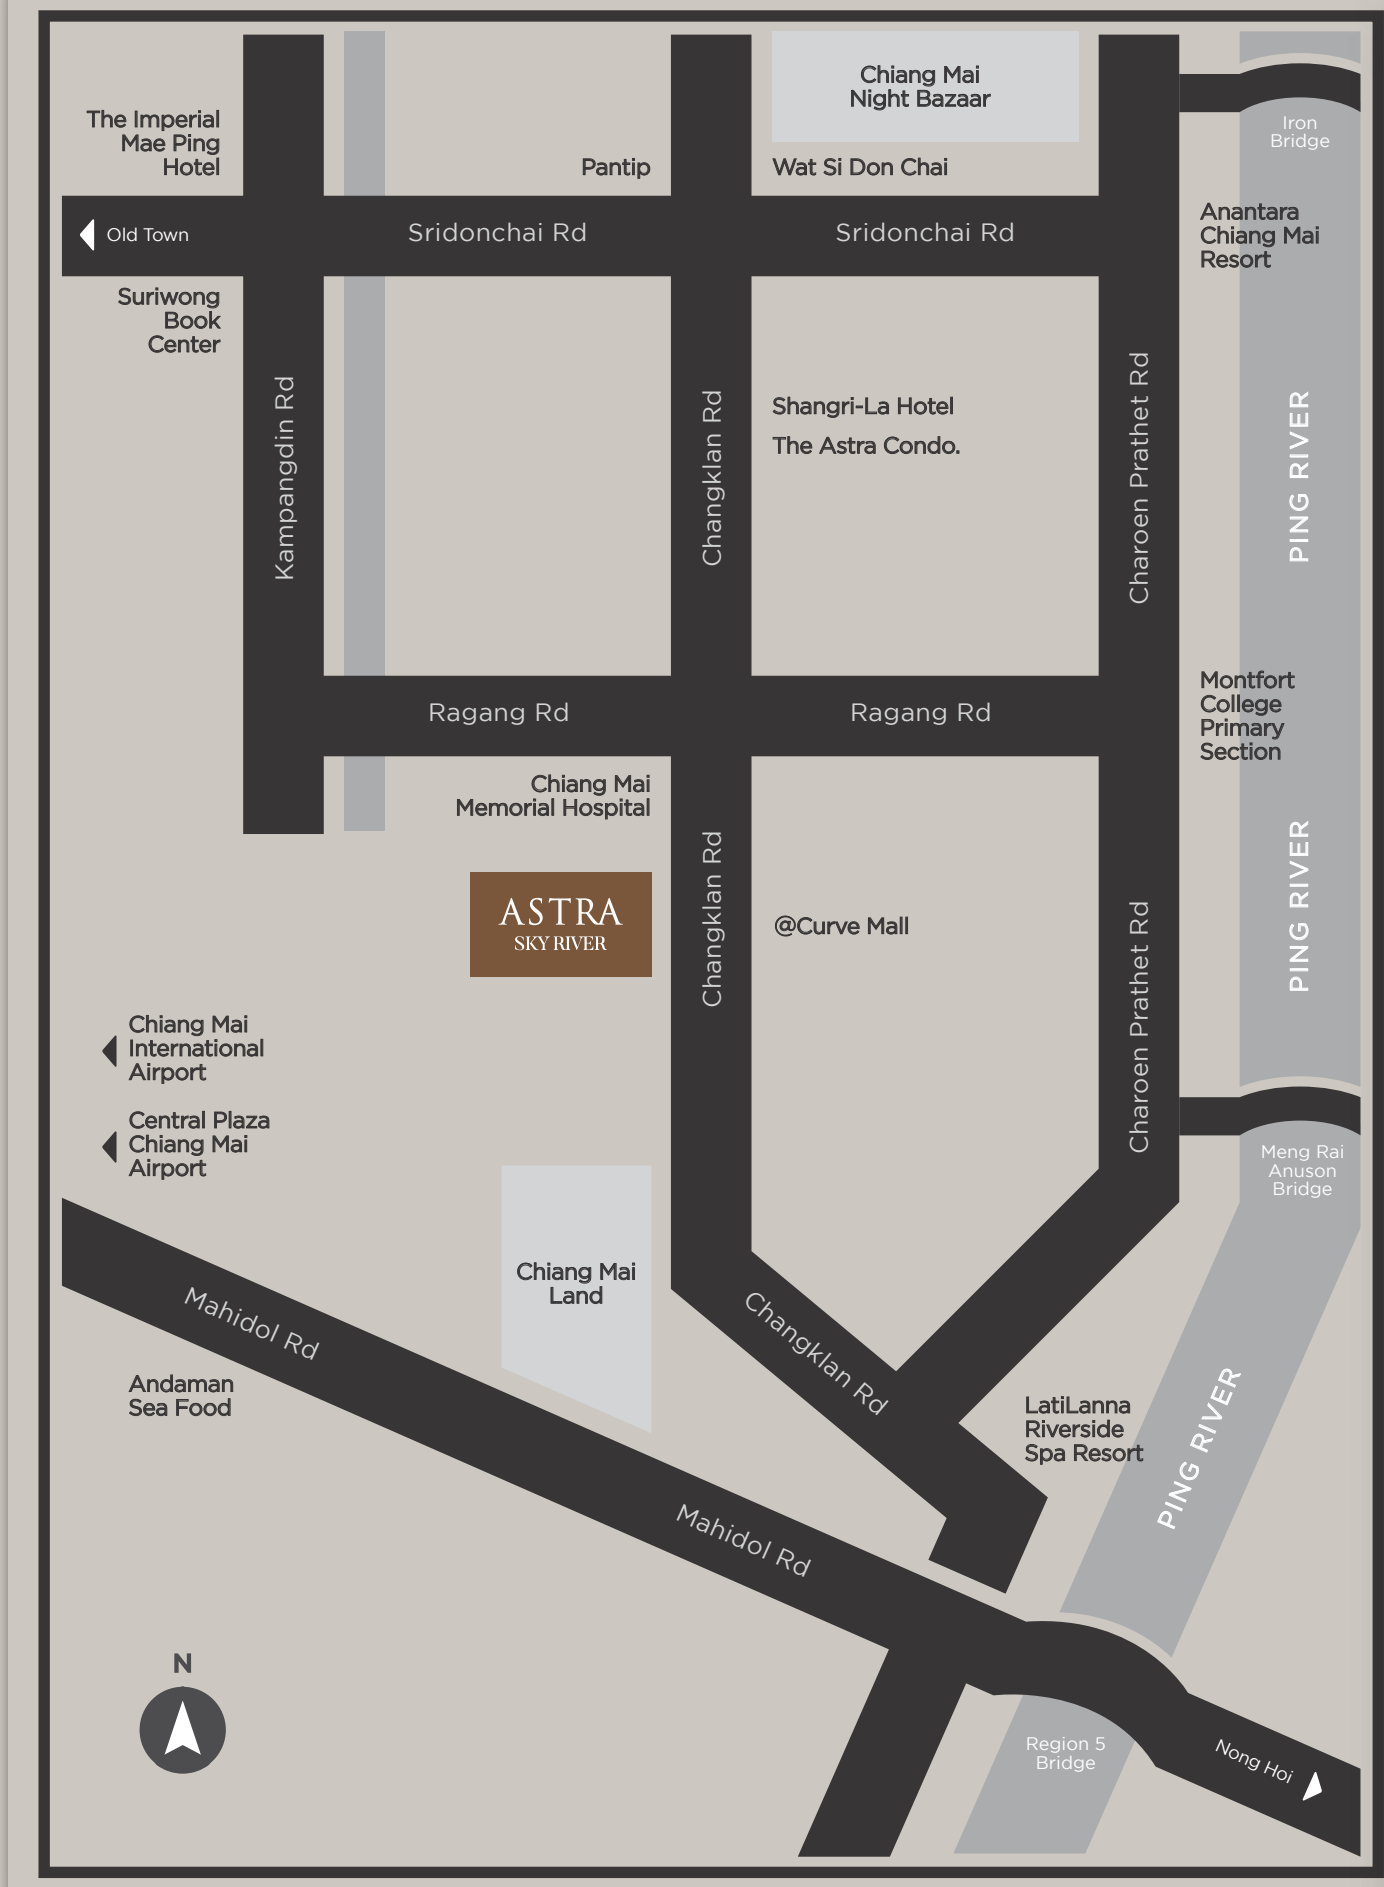 Chiang Mai
Night Bazaar
The Imperial
Mae Ping
Hotel
Pantip
Wat Si Don Chai
Iron
Bridge
Old Town
Sridonchai Rd
Sridonchai Rd
Anantara
Chiang Mai
Resort
Suriwong
Book
Center
Kampangdin Rd
Changklan Rd
Shangri-La Hotel
The Astra Condo.
Charoen Prathet Rd
PING RIVER
Ragang Rd
Ragang Rd
Montfort
College
Primary
Section
Chiang Mai
Memorial Hospital
ASTRA
SKY RIVER
Changklan Rd
@Curve Mall
Charoen Prathet Rd
PING RIVER
Chiang Mai
International
Airport
Central Plaza
Chiang Mai
Airport
Meng Rai
Anuson
Bridge
Chiang Mai
Land
Mahidol Rd
Changklan Rd
Andaman
Sea Food
LatiLanna
Riverside
Spa Resort
PING RIVER
Mahidol Rd
N
Region 5
Bridge
Nong Hoi